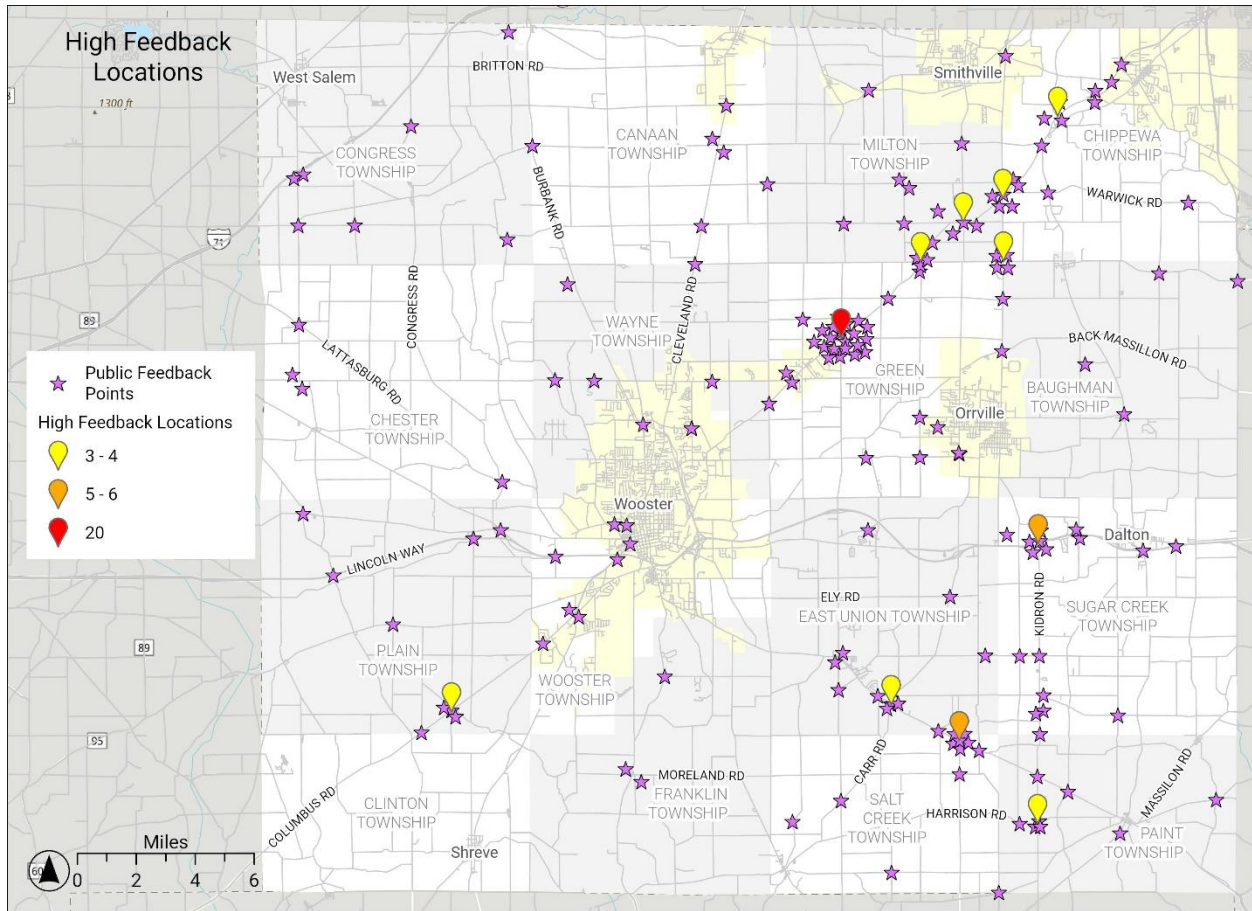 High Feedback
Locations
West Salem
1300 ft
BRITTON RD
Smithville
CANAAN
TOWNSHIP
CONGRESS
TOWNSHIP
MILTON
TOWNSHIP
CHIPPEWA
TOWNSHIP
BURBANK RD
WARWICK RD
71
CONGRESS RD
CLEVELAND RD
89
WAYNE
TOWNSHIP
LATTASBURG RD
BACK MASSILLON RD
GREEN
TOWNSHIP
BAUGHMAN
TOWNSHIP
Orrville
CHESTER
TOWNSHIP
Public Feedback
Points
High Feedback Locations
3 - 4
5 - 6
20
Wooster
Dalton
LINCOLN WAY
ELY RD
EAST UNION TOWNSHIP
KIDRON RD
SUGAR CREEK
TOWNSHIP
89
PLAIN
TOWNSHIP
WOOSTER
TOWNSHIP
95
CARR RD
MORELAND RD
FRANKLIN
TOWNSHIP
MASSILON RD
COLUMBUS RD
CLINTON
TOWNSHIP
SALT
CREEK
TOWNSHIP
HARRISON RD
PAINT
TOWNSHIP
Shreve
Miles
0 2 4 6
60